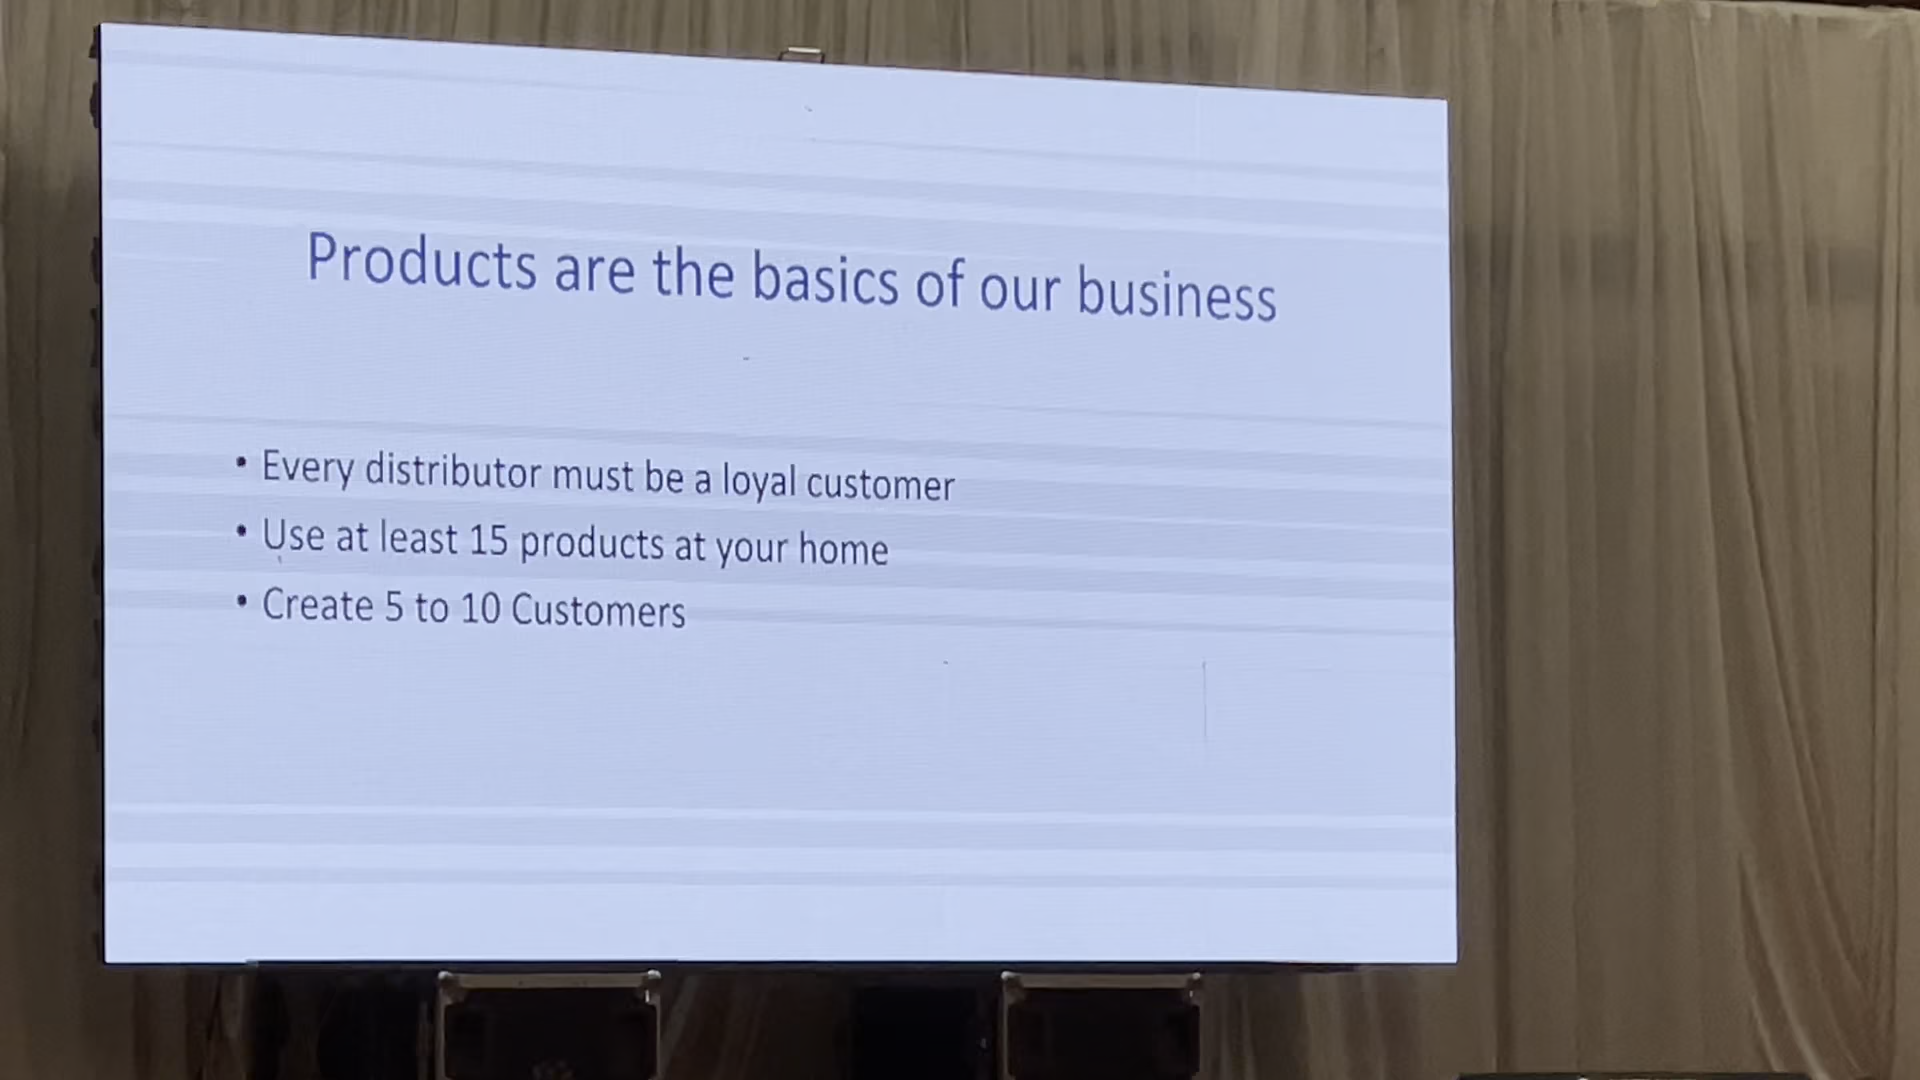 Products are the basics of our business
• Every distributor must be a loyal customer
• Use at least 15 products at your home
• Create 5 to 10 Customers